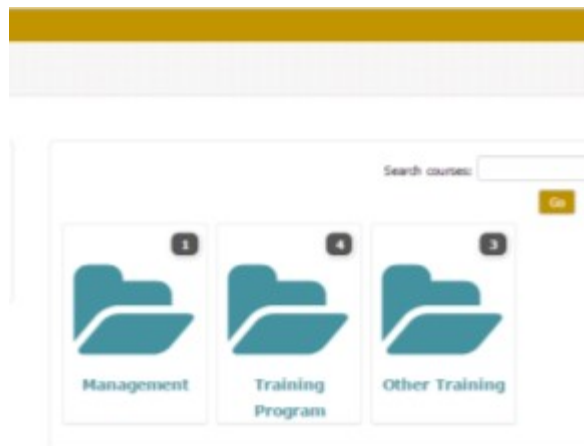 Search courses:
Go
1
4
3
Management
Training
Program
Other Training